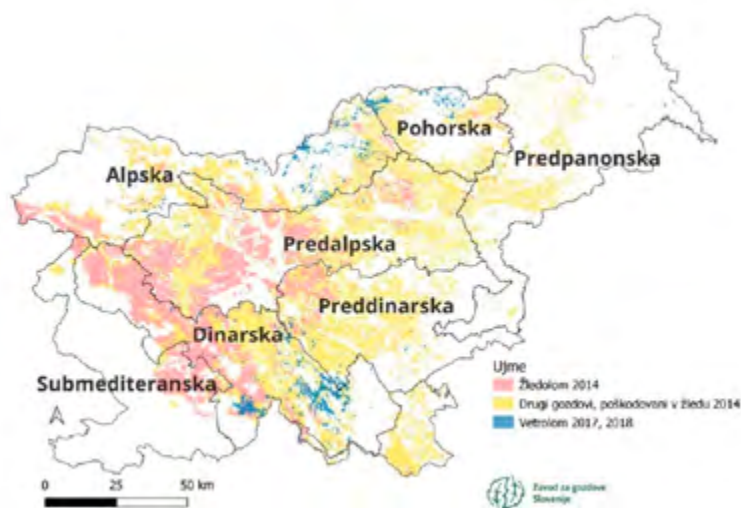 Pohorska
Predpanonska
Alpska
Predalpska
Preddinarska
Dinarska
Submediteranska
Ujme
Žledolom 2014
Drugi gozdovi, poškodovani v žledu 2014
Vetrolom 2017, 2018
0 25 50 km
Zavod za gozdove
Slovenije